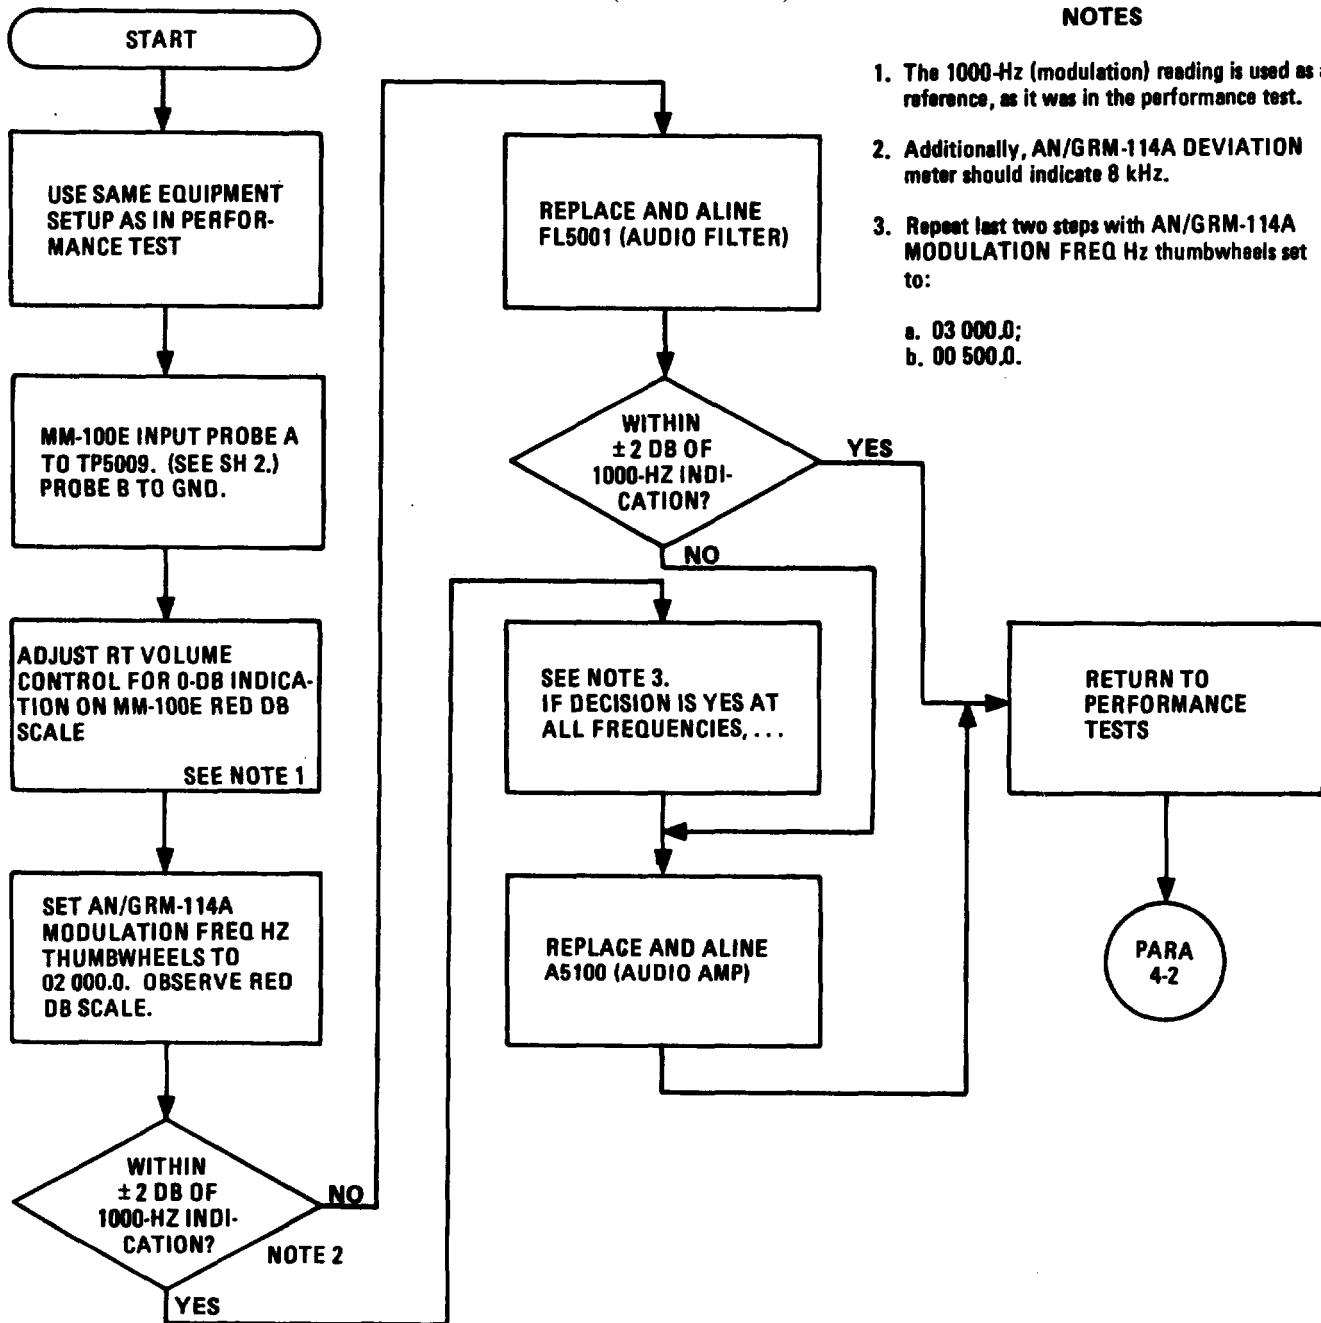 START
USE SAME EQUIPMENT
SETUP AS IN PERFOR-
MANCE TEST
MM-100E INPUT PROBE A
TO TP5009. (SEE SH 2.)
PROBE B TO GND.
ADJUST RT VOLUME
CONTROL FOR 0-DB INDICA-
TION ON MM-100E RED DB
SCALE
SEE NOTE 1
SET AN/GRM-114A
MODULATION FREQ HZ
THUMBWHEELS TO
02 000.0. OBSERVE RED
DB SCALE.
WITHIN
±2 DB OF
1000-HZ INDI-
CATION?
NO
NOTE 2
YES
REPLACE AND ALINE
FL5001 (AUDIO FILTER)
WITHIN
±2 DB OF
1000-HZ INDI-
CATION?
YES
NO
SEE NOTE 3.
IF DECISION IS YES AT
ALL FREQUENCIES, ...
REPLACE AND ALINE
A5100 (AUDIO AMP)
RETURN TO
PERFORMANCE
TESTS
PARA
4-2
NOTES
1. The 1000-Hz (modulation) reading is used as a
reference, as it was in the performance test.
2. Additionally, AN/GRM-114A DEVIATION
meter should indicate 8 kHz.
3. Repeat last two steps with AN/GRM-114A
MODULATION FREQ Hz thumbwheels set
to:
a. 03 000.0;
b. 00 500.0.